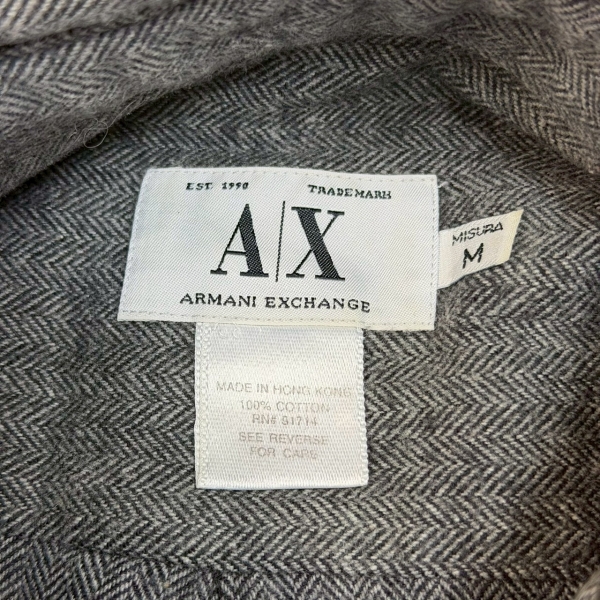 EST. 1990 TRADEMARK
A|X
ARMANI EXCHANGE
MISURA
M
MADE IN HONG KONG
100% COTTON
RN# 91714
SEE REVERSE
FOR CARE